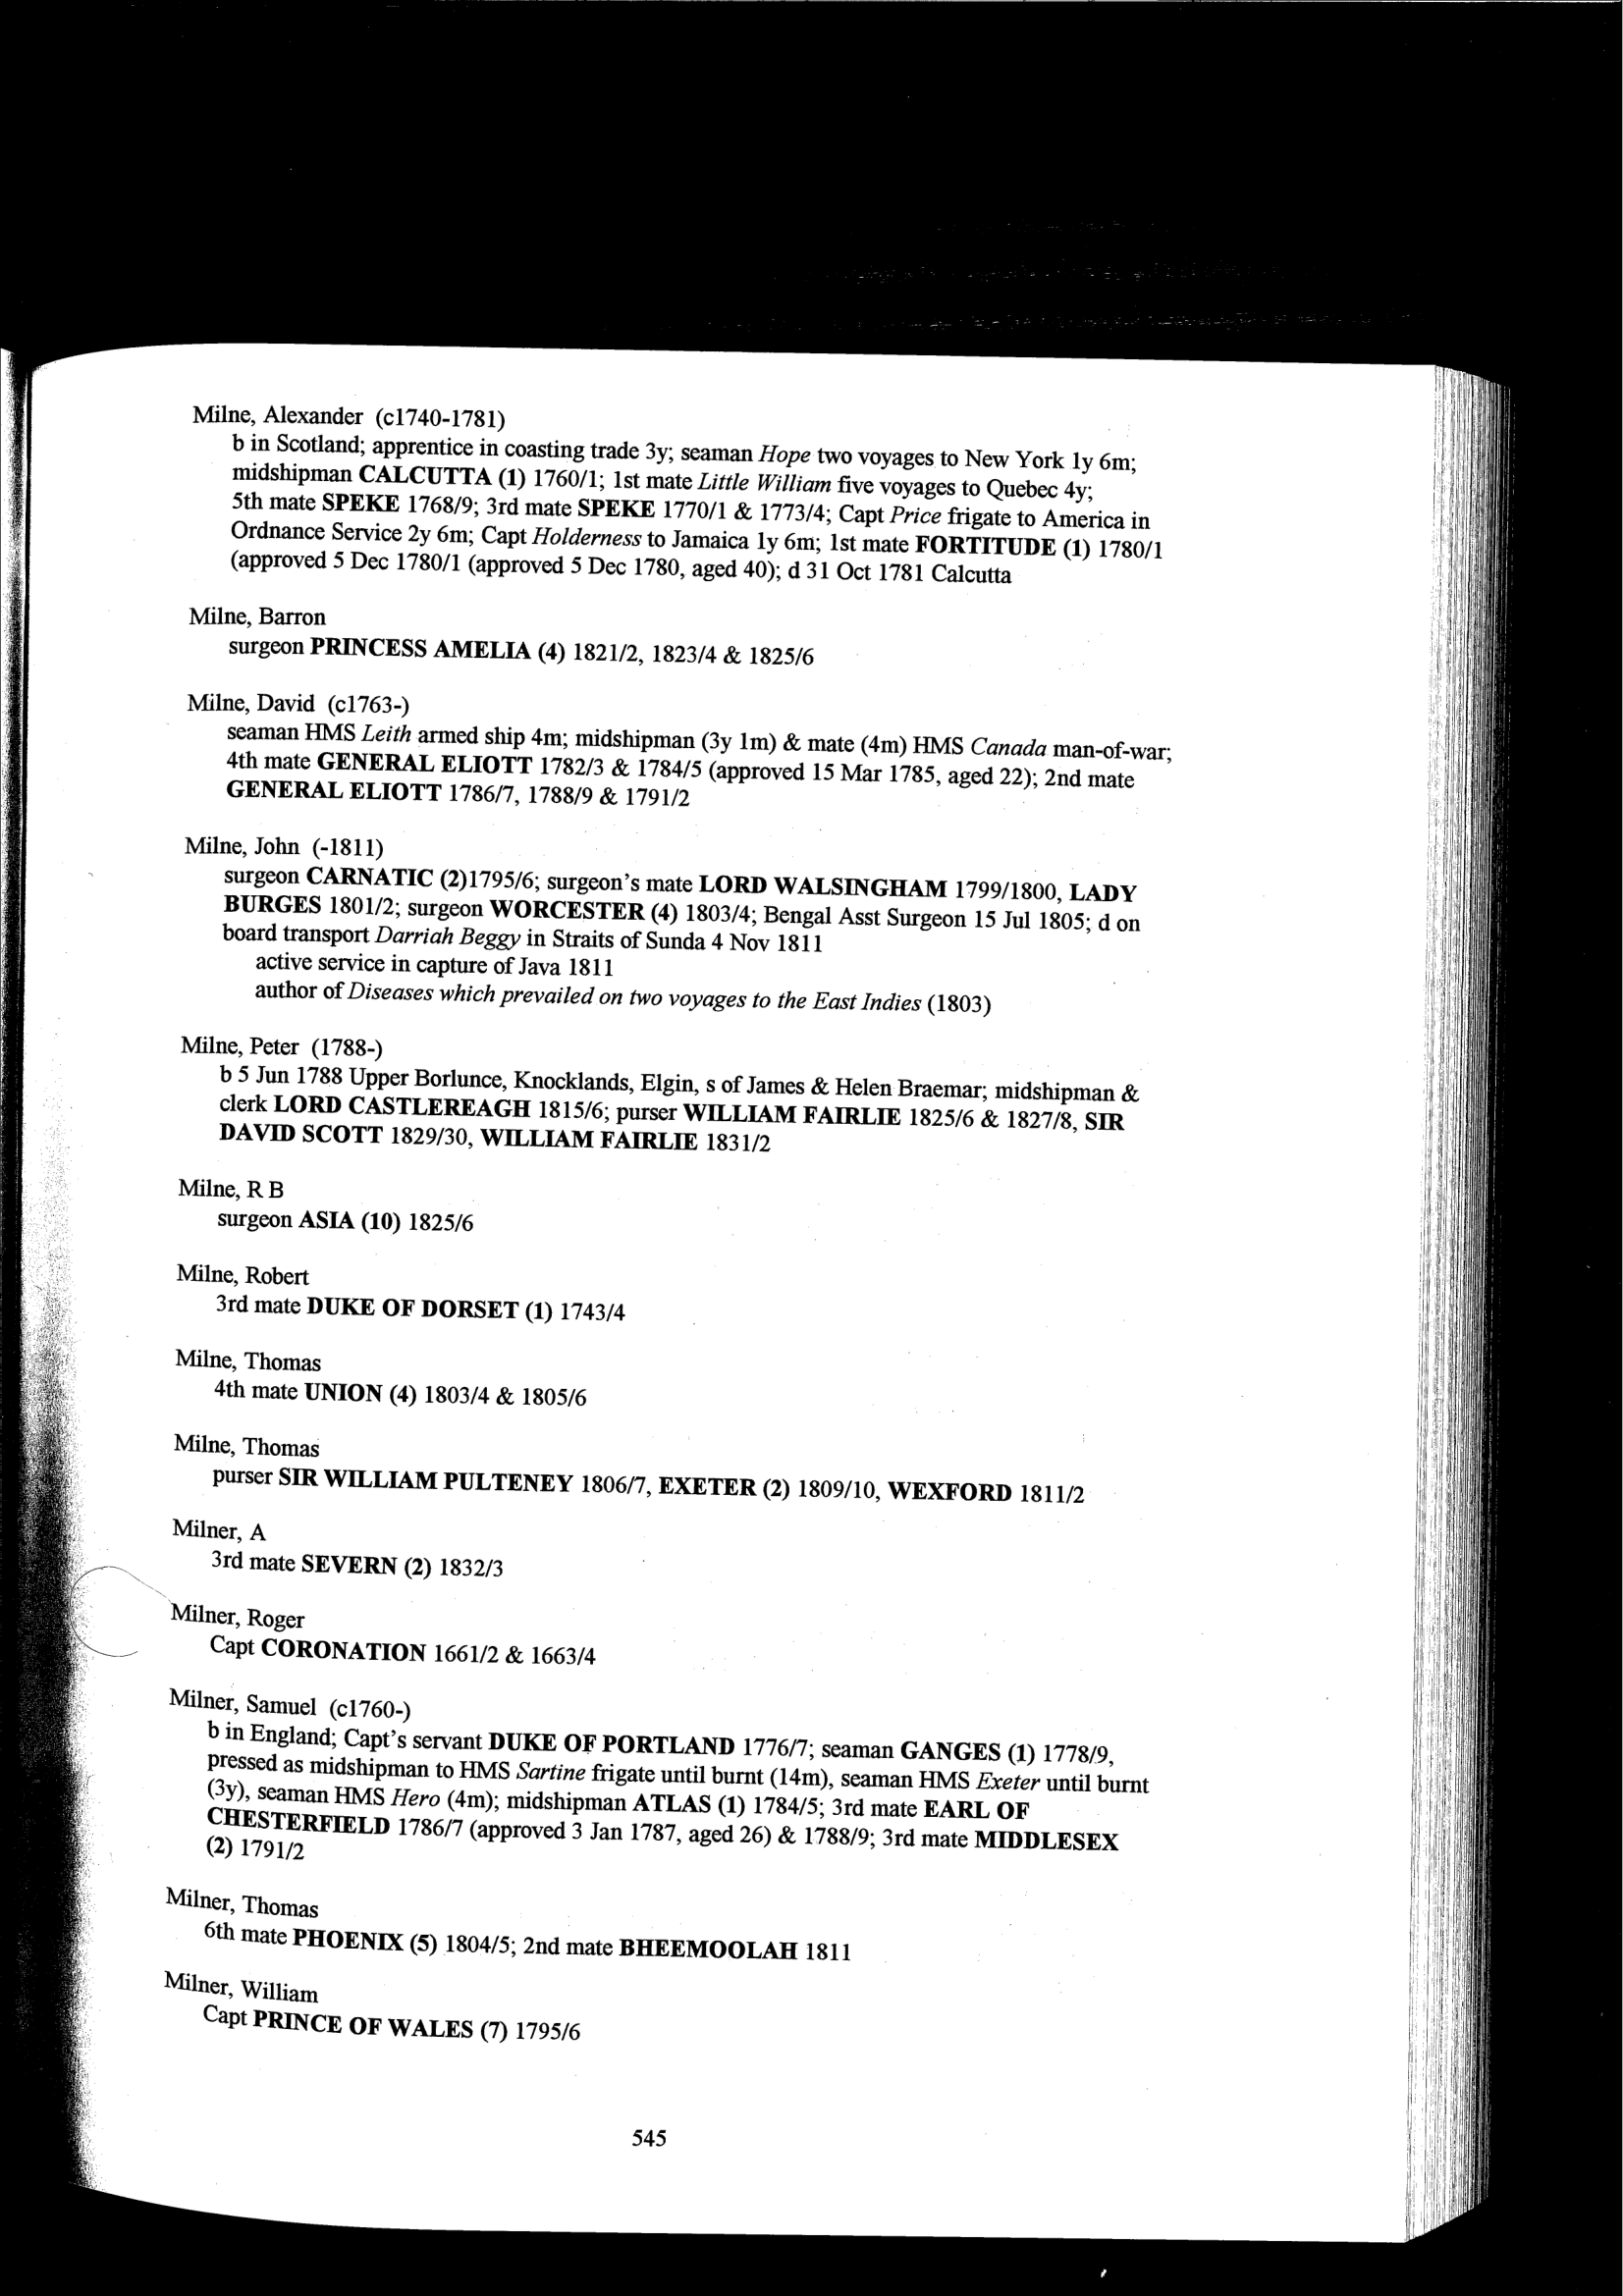 Milne, Alexander (c1740-1781)
b in Scotland; apprentice in coasting trade 3y; seaman Hope two voyages to New York 1y 6m;
midshipman CALCUTTA (1) 1760/1; 1st mate Little William five voyages to Quebec 4y;
5th mate SPEKE 1768/9; 3rd mate SPEKE 1770/1 & 1773/4; Capt Price frigate to America in
Ordnance Service 2y 6m; Capt Holderness to Jamaica 1y 6m; 1st mate FORTITUDE (1) 1780/1
(approved 5 Dec 1780/1 (approved 5 Dec 1780, aged 40); d 31 Oct 1781 Calcutta
Milne, Barron
surgeon PRINCESS AMELIA (4) 1821/2, 1823/4 & 1825/6
Milne, David (c1763-)
seaman HMS Leith armed ship 4m; midshipman (3y 1m) & mate (4m) HMS Canada man-of-war;
4th mate GENERAL ELIOTT 1782/3 & 1784/5 (approved 15 Mar 1785, aged 22); 2nd mate
GENERAL ELIOTT 1786/7, 1788/9 & 1791/2
Milne, John (-1811)
surgeon CARNATIC (2)1795/6; surgeon's mate LORD WALSINGHAM 1799/1800, LADY
BURGES 1801/2; surgeon WORCESTER (4) 1803/4; Bengal Asst Surgeon 15 Jul 1805; d on
board transport Darriah Beggy in Straits of Sunda 4 Nov 1811
active service in capture of Java 1811
author of Diseases which prevailed on two voyages to the East Indies (1803)
Milne, Peter (1788-)
b 5 Jun 1788 Upper Borlunce, Knocklands, Elgin, s of James & Helen Braemar; midshipman &
clerk LORD CASTLEREAGH 1815/6; purser WILLIAM FAIRLIE 1825/6 & 1827/8, SIR
DAVID SCOTT 1829/30, WILLIAM FAIRLIE 1831/2
Milne, R B
surgeon ASIA (10) 1825/6
Milne, Robert
3rd mate DUKE OF DORSET (1) 1743/4
Milne, Thomas
4th mate UNION (4) 1803/4 & 1805/6
Milne, Thomas
purser SIR WILLIAM PULTENEY 1806/7, EXETER (2) 1809/10, WEXFORD 1811/2
Milner, A
3rd mate SEVERN (2) 1832/3
Milner, Roger
Capt CORONATION 1661/2 & 1663/4
Milner, Samuel (c1760-)
b in England; Capt's servant DUKE OF PORTLAND 1776/7; seaman GANGES (1) 1778/9,
pressed as midshipman to HMS Sartine frigate until burnt (14m), seaman HMS Exeter until burnt
(3y), seaman HMS Hero (4m); midshipman ATLAS (1) 1784/5; 3rd mate EARL OF
CHESTERFIELD 1786/7 (approved 3 Jan 1787, aged 26) & 1788/9; 3rd mate MIDDLESEX
(2) 1791/2
Milner, Thomas
6th mate PHOENIX (5) 1804/5; 2nd mate BHEEMOOLAH 1811
Milner, William
Capt PRINCE OF WALES (7) 1795/6
545